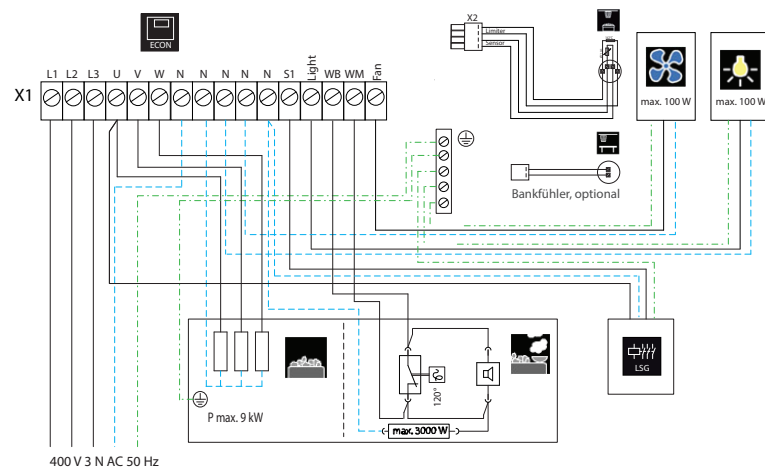 X2
Limiter
Sensor
ECON
L1 L2 L3 U V W N N N N N S1 Light WB WM Fan
X1
max. 100 W
max. 100 W
Bankfühler, optional
LSG
120°
P max. 9 kW
max. 3000 W
400 V 3 N AC 50 Hz